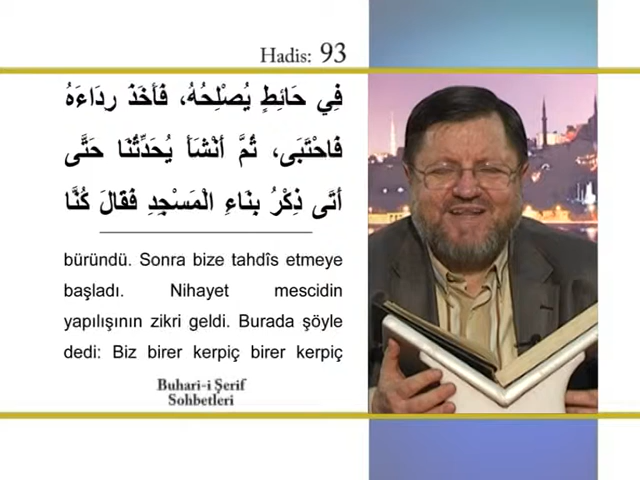 Hadis: 93
فِي حَائِطٍ يُصْلِحُهُ، فَأَخَذَ رِدَاءَهُ
فَاحْتَبَى، ثُمَّ أَنْشَأَ يُحَدِّثُنَا حَتَّى
أَتَى ذِكْرُ بِنَاءِ الْمَسْجِدِ فَقَالَ كُنَّا
büründü. Sonra bize tahdîs etmeye
başladı. Nihayet mescidin
yapılışının zikri geldi. Burada şöyle
dedi: Biz birer kerpiç birer kerpiç
Buhari-i Şerif
Sohbetleri